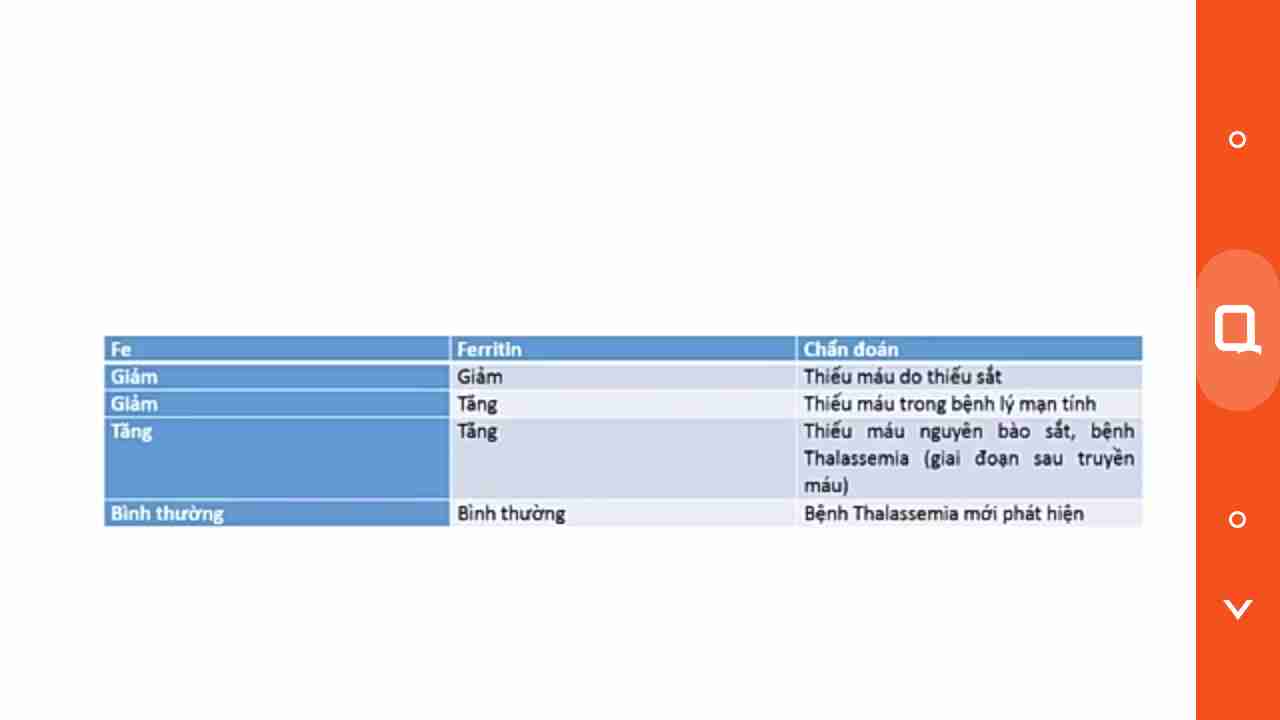 Fe Ferritin Chẩn đoán
Giảm Giảm Thiếu máu do thiếu sắt
Giảm Tăng Thiếu máu trong bệnh lý mạn tính
Tăng Tăng Thiếu máu nguyên bào sắt, bệnh
Thalassemia (giai đoạn sau truyền
máu)
Bình thường Bình thường Bệnh Thalassemia mới phát hiện